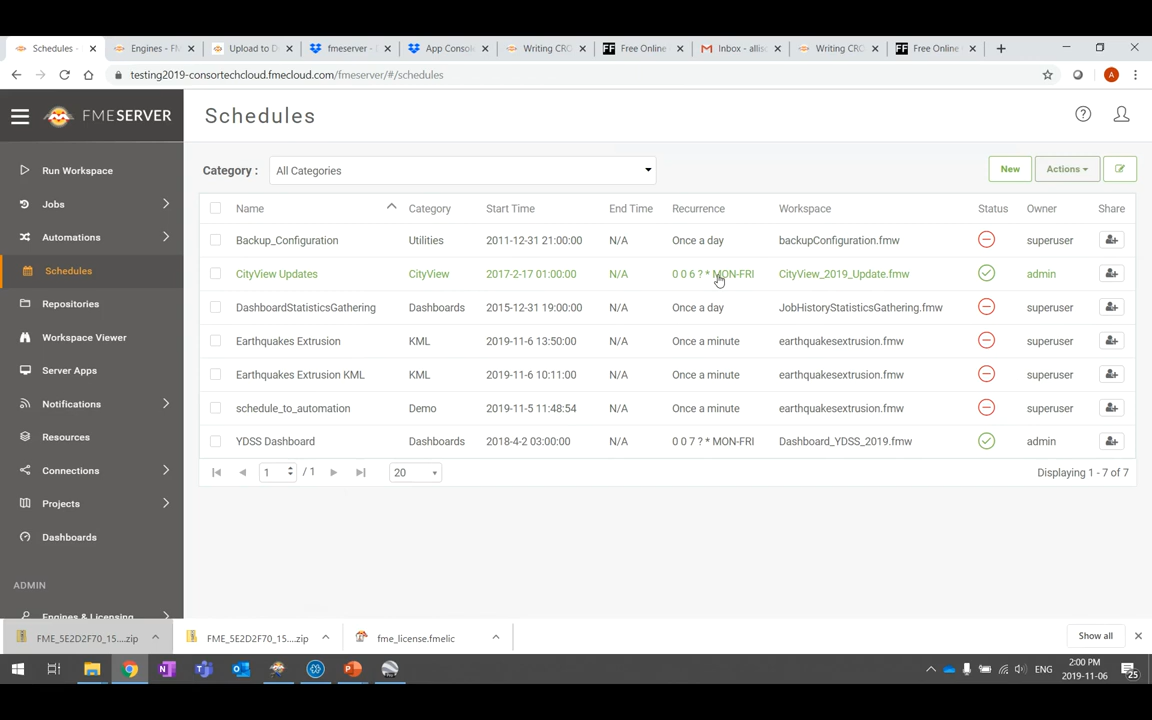 Schedules -
Engines - FM
Upload to D
fmeserver -
App Consol
Writing CRO
Free Online
Inbox - allis
Writing CRO
Free Online
testing2019-consortechcloud.fmecloud.com/fmeserver/#/schedules
A
FMESERVER
Schedules
Run Workspace
Jobs
Automations
Schedules
Repositories
Workspace Viewer
Server Apps
Notifications
Resources
Connections
Projects
Dashboards
ADMIN
Engines & Licensing
Category : All Categories New Actions
Name Category Start Time End Time Recurrence Workspace Status Owner Share
Backup_Configuration Utilities 2011-12-31 21:00:00 N/A Once a day backupConfiguration.fmw superuser
CityView Updates CityView 2017-2-17 01:00:00 N/A 0 0 6 ? * MON-FRI CityView_2019_Update.fmw admin
DashboardStatisticsGathering Dashboards 2015-12-31 19:00:00 N/A Once a day JobHistoryStatisticsGathering.fmw superuser
Earthquakes Extrusion KML 2019-11-6 13:50:00 N/A Once a minute earthquakesextrusion.fmw superuser
Earthquakes Extrusion KML KML 2019-11-6 10:11:00 N/A Once a minute earthquakesextrusion.fmw superuser
schedule_to_automation Demo 2019-11-5 11:48:54 N/A Once a minute earthquakesextrusion.fmw superuser
YDSS Dashboard Dashboards 2018-4-2 03:00:00 N/A 0 0 7 ? * MON-FRI Dashboard_YDSS_2019.fmw admin
1 / 1 20 Displaying 1 - 7 of 7
FME_5E2D2F70_15....zip
FME_5E2D2F70_15....zip
fme_license.fmelic
Show all
ENG
2:00 PM
2019-11-06
25